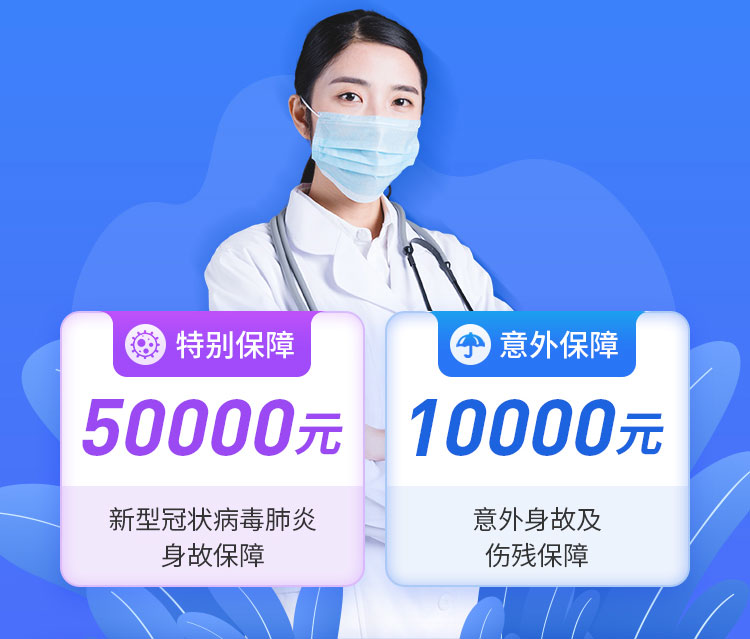 特别保障
50000元
新型冠状病毒肺炎
身故保障
意外保障
10000元
意外身故及
伤残保障